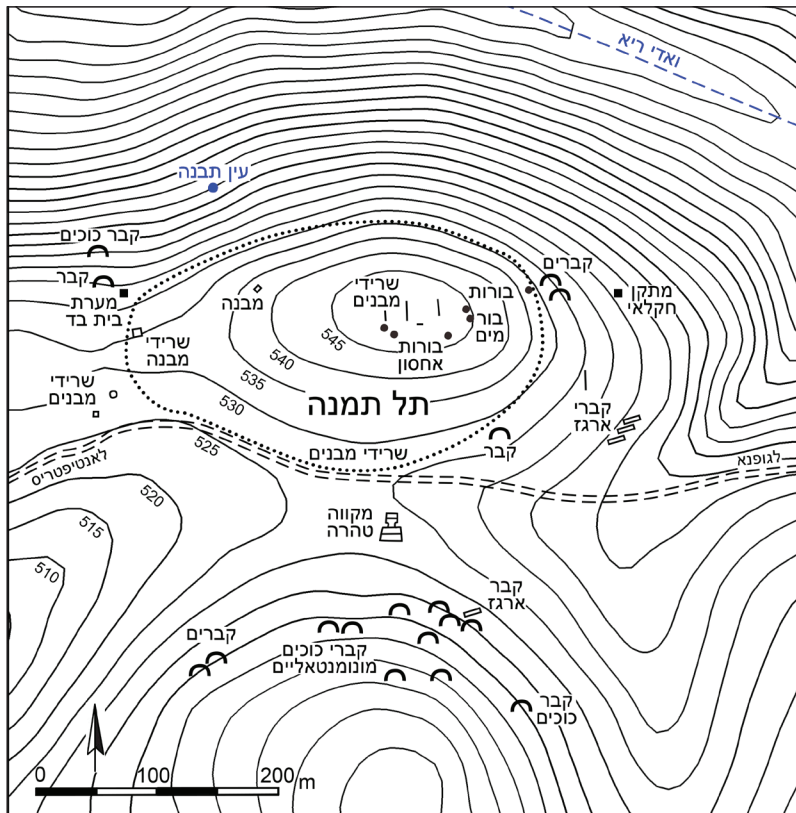 ואדי ריא
עין תבנה
קבר כוכים
קבר
מערת
בית בד
שרידי
מבנה
שרידי
מבנים
מבנה
שרידי
מבנים
בורות
בור
מים
בורות
אחסון
קברים
מתקן
חקלאי
545
540
535
530
525
520
515
510
תל תמנה
קברי
ארגז
קבר
שרידי מבנים
לאנטיפטריס
לגופנא
מקווה
טהרה
קבר
ארגז
קברים
קברי כוכים
מונומנטאליים
קבר
כוכים
0 100 200 m